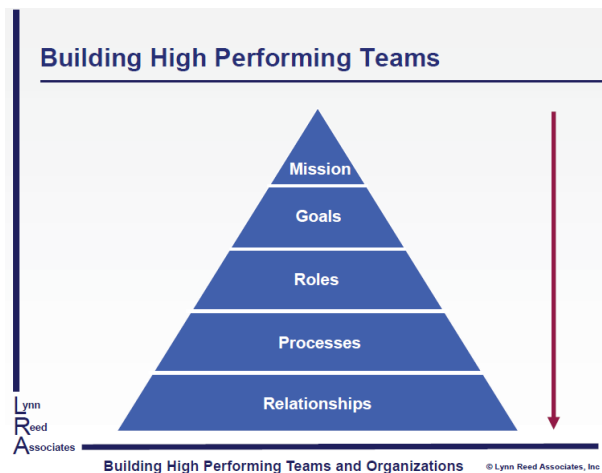 Building High Performing Teams
Mission
Goals
Roles
Processes
Relationships
Lynn
Reed
Associates
Building High Performing Teams and Organizations
© Lynn Reed Associates, Inc